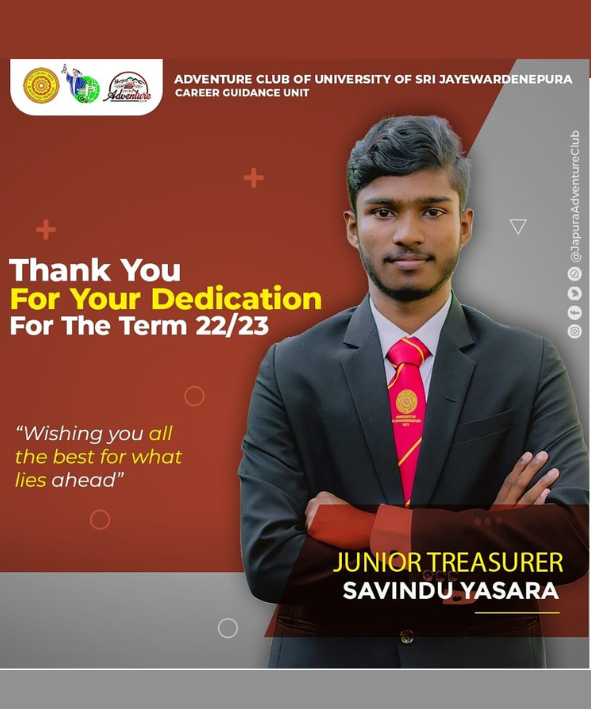 Adventure
ADVENTURE CLUB OF UNIVERSITY OF SRI JAYEWARDENEPURA
CAREER GUIDANCE UNIT
@JapuraAdventureClub
Thank You
For Your Dedication
For The Term 22/23
“Wishing you all
the best for what
lies ahead”
JUNIOR TREASURER
SAVINDU YASARA